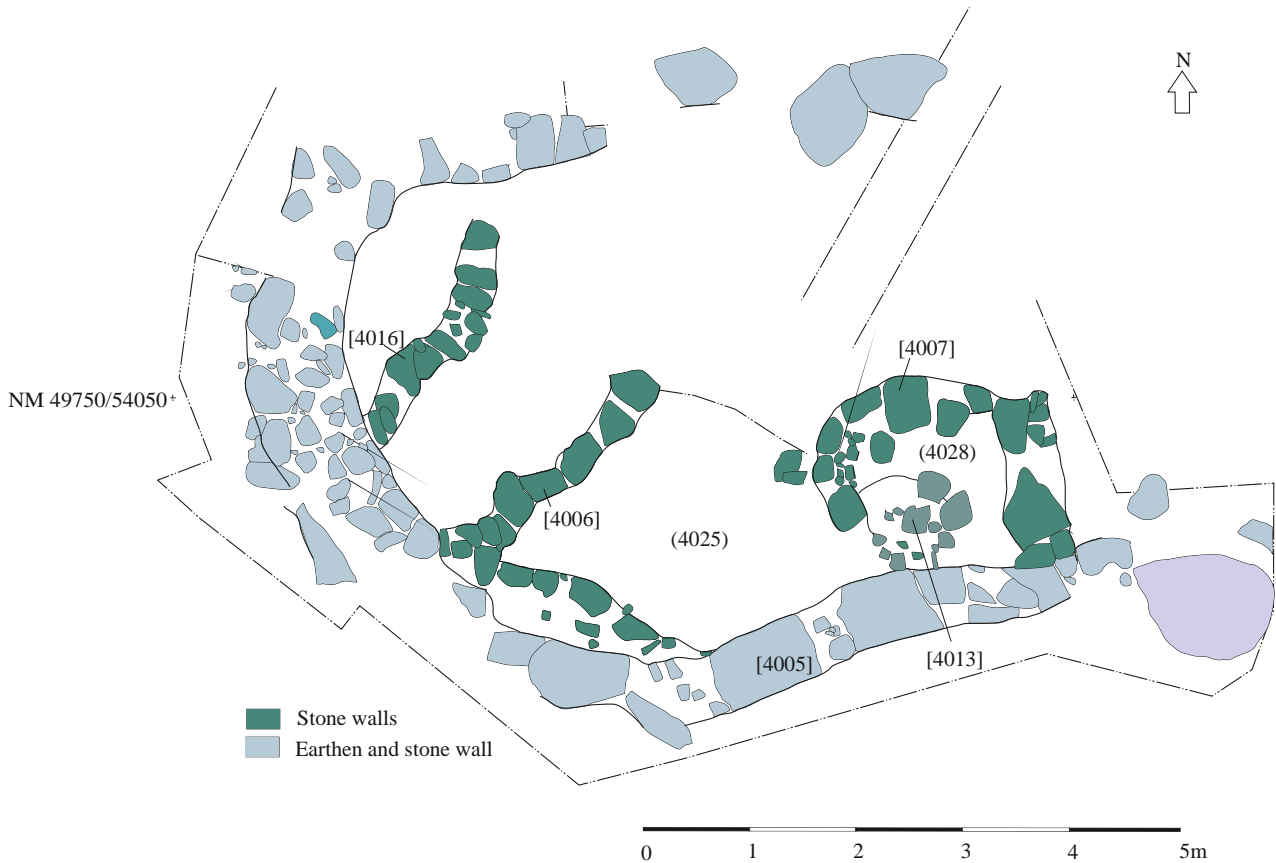 N
[4016]
[4007]
NM 49750/54050
(4028)
[4006]
(4025)
[4005]
[4013]
Stone walls
Earthen and stone wall
0 1 2 3 4 5m